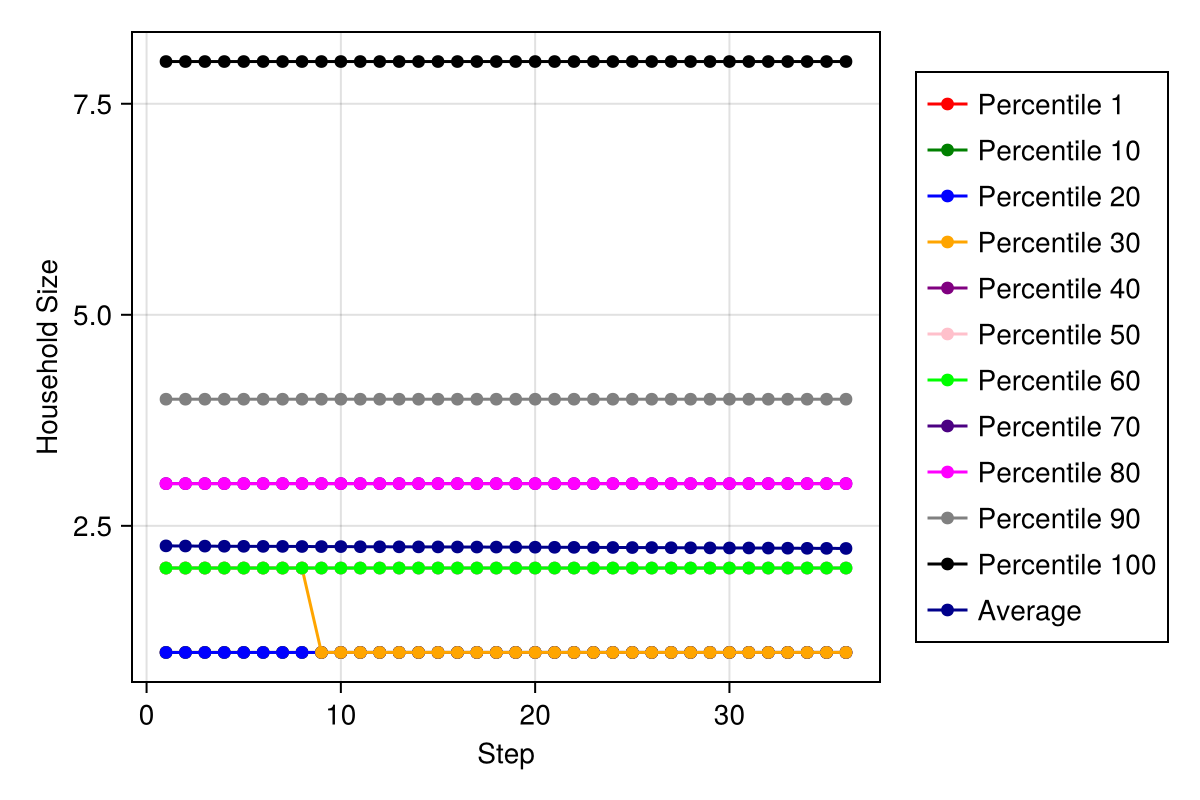 7.5
5.0
2.5
Household Size
0 10 20 30
Step
Percentile 1
Percentile 10
Percentile 20
Percentile 30
Percentile 40
Percentile 50
Percentile 60
Percentile 70
Percentile 80
Percentile 90
Percentile 100
Average